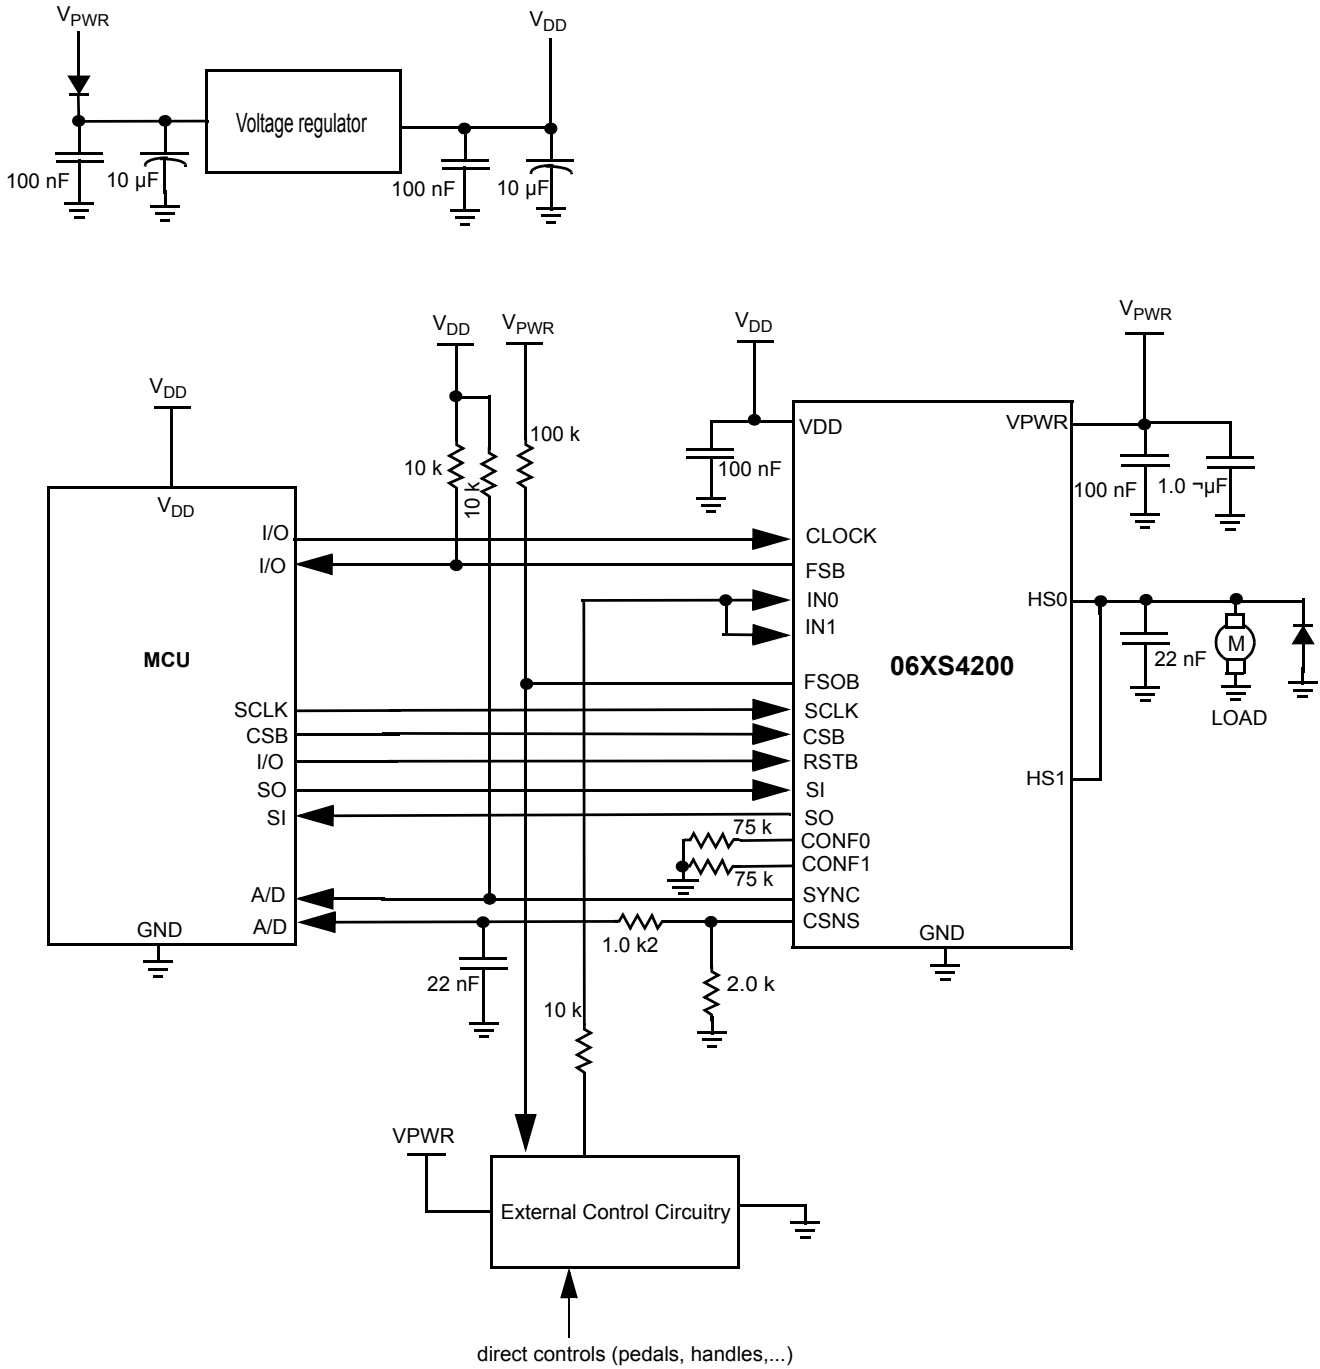 VPWR
VDD
Voltage regulator
100 nF
10 µF
100 nF
10 µF
VDD
VPWR
VDD
VPWR
VDD
100 k
10 k
10 k
VDD
VPWR
100 nF
100 nF
1.0 ¬µF
VDD
I/O
CLOCK
I/O
FSB
IN0
HS0
IN1
MCU
06XS4200
M
22 nF
FSOB
LOAD
SCLK
SCLK
CSB
CSB
I/O
RSTB
HS1
SO
SI
SI
SO
75 k
CONF0
CONF1
75 k
A/D
SYNC
A/D
CSNS
GND
GND
1.0 k2
22 nF
2.0 k
10 k
VPWR
External Control Circuitry
direct controls (pedals, handles,...)